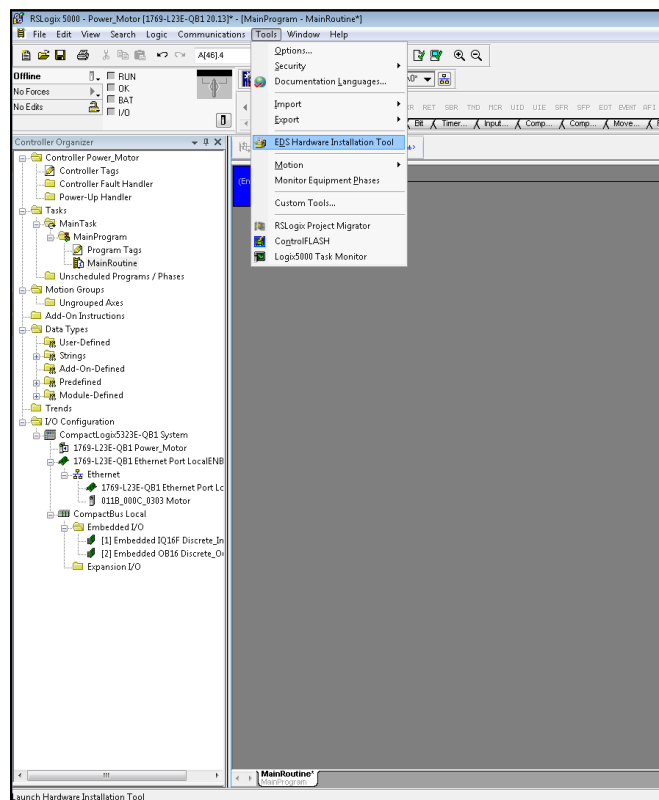 RSLogix 5000 - Power_Motor [1769-L23E-QB1 20.13]* - [MainProgram - MainRoutine*]
File Edit View Search Logic Communications Tools Window Help
A[46].4
Offline
RUN
No Forces
OK
No Edits
BAT
I/O
Options...
Security
Documentation Languages...
Import
Export
EDS Hardware Installation Tool
Motion
Monitor Equipment Phases
Custom Tools...
RSLogix Project Migrator
ControlFLASH
Logix5000 Task Monitor
RET SBR TND MCR UID UIE SFR SFP EOT EVENT AFI
Bit Timer... Input... Comp... Comp... Move...
Controller Organizer
(En
Controller Power_Motor
Controller Tags
Controller Fault Handler
Power-Up Handler
Tasks
MainTask
MainProgram
Program Tags
MainRoutine
Unscheduled Programs / Phases
Motion Groups
Ungrouped Axes
Add-On Instructions
Data Types
User-Defined
Strings
Add-On-Defined
Predefined
Module-Defined
Trends
I/O Configuration
CompactLogix5323E-QB1 System
1769-L23E-QB1 Power_Motor
1769-L23E-QB1 Ethernet Port LocalENB
Ethernet
1769-L23E-QB1 Ethernet Port Lc
011B_000C_0303 Motor
CompactBus Local
Embedded I/O
[1] Embedded IQ16F Discrete_In
[2] Embedded OB16 Discrete_Ou
Expansion I/O
MainRoutine*
MainProgram
Launch Hardware Installation Tool